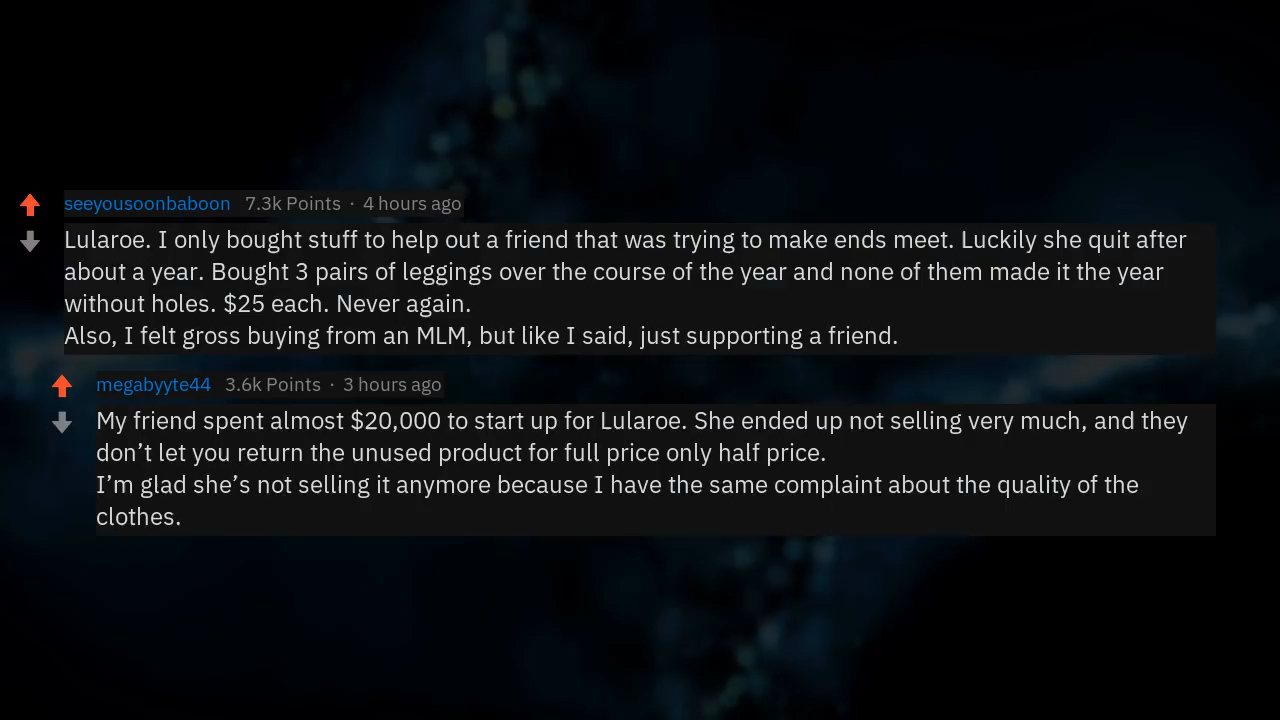 seeyousoonbaboon 7.3k Points · 4 hours ago
Lularoe. I only bought stuff to help out a friend that was trying to make ends meet. Luckily she quit after
about a year. Bought 3 pairs of leggings over the course of the year and none of them made it the year
without holes. $25 each. Never again.
Also, I felt gross buying from an MLM, but like I said, just supporting a friend.
megabyyte44 3.6k Points · 3 hours ago
My friend spent almost $20,000 to start up for Lularoe. She ended up not selling very much, and they
don’t let you return the unused product for full price only half price.
I’m glad she’s not selling it anymore because I have the same complaint about the quality of the
clothes.